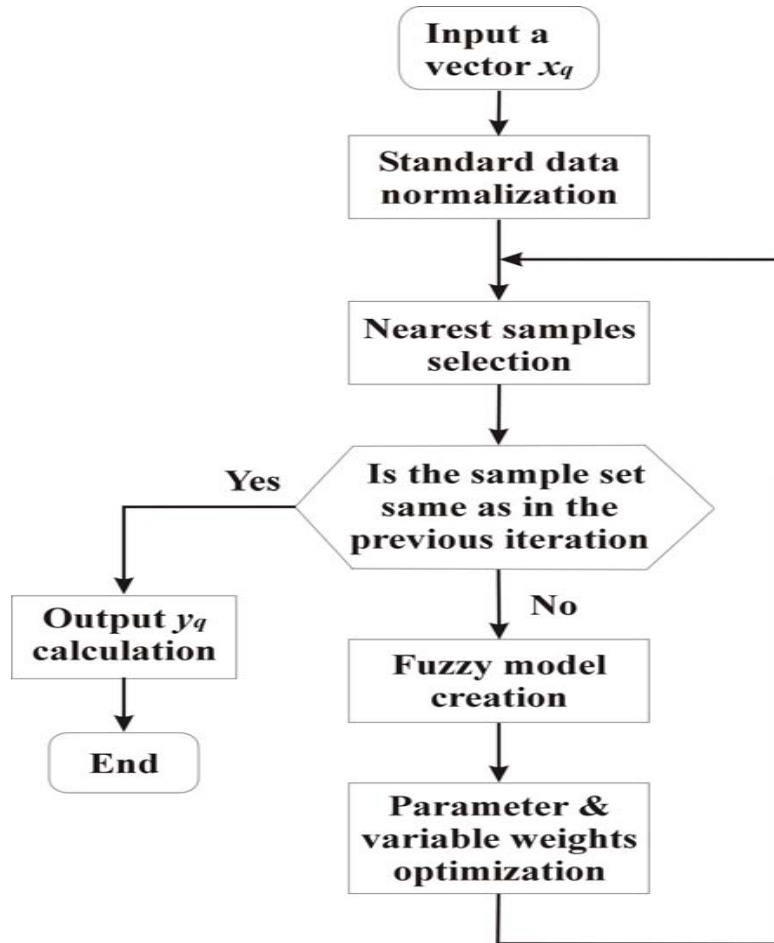 Input a
vector xq
Standard data
normalization
Nearest samples
selection
Is the sample set
same as in the
previous iteration
Yes
No
Output yq
calculation
End
Fuzzy model
creation
Parameter &
variable weights
optimization